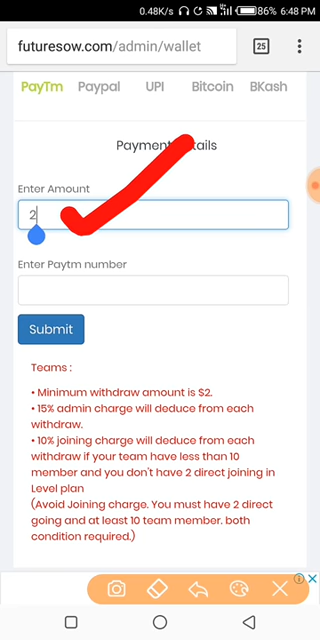 0.48K/s 86% 6:48 PM
futuresow.com/admin/wallet 25
PayTm Paypal UPI Bitcoin BKash
Payment Details
Enter Amount
2
Enter Paytm number
Submit
Teams :
• Minimum withdraw amount is $2.
• 15% admin charge will deduce from each
withdraw.
• 10% joining charge will deduce from each
withdraw if your team have less than 10
member and you don't have 2 direct joining in
Level plan
(Avoid Joining charge. You must have 2 direct
going and at least 10 team member. both
condition required.)